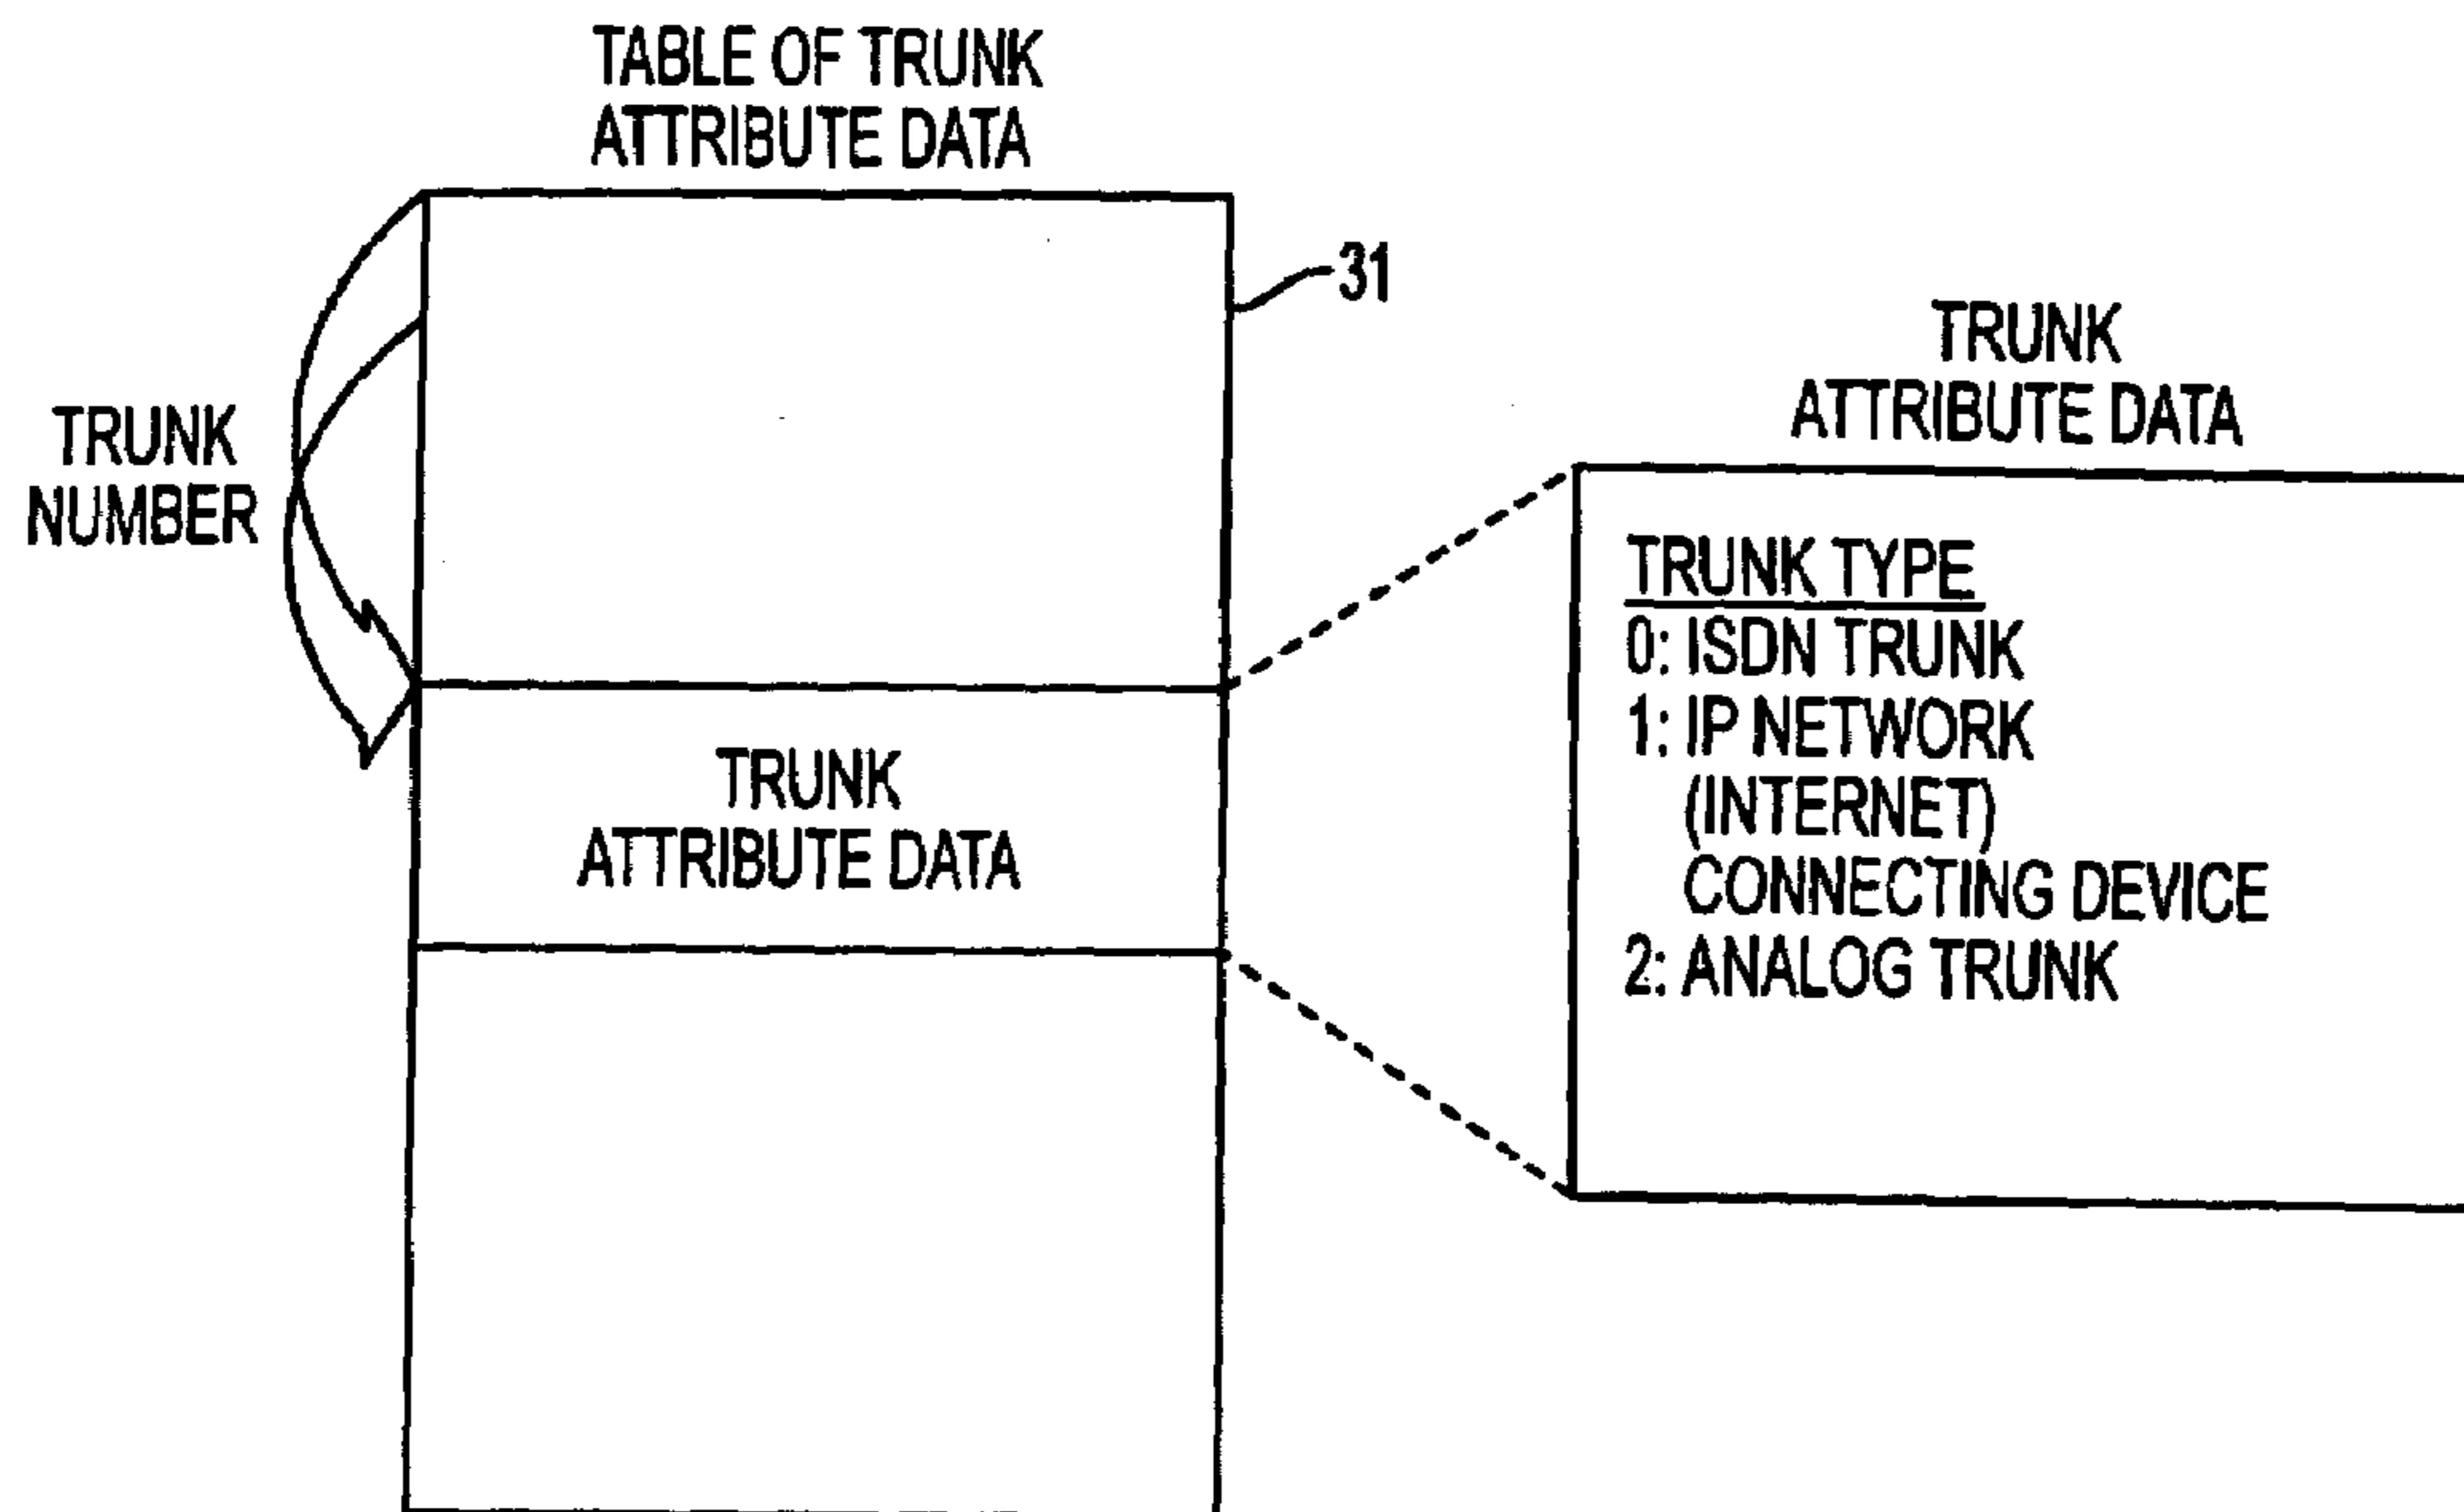 TABLE OF TRUNK
ATTRIBUTE DATA
31
TRUNK
NUMBER
TRUNK
ATTRIBUTE DATA
TRUNK
ATTRIBUTE DATA
TRUNK TYPE
0: ISDN TRUNK
1: IP NETWORK
(INTERNET)
CONNECTING DEVICE
2: ANALOG TRUNK